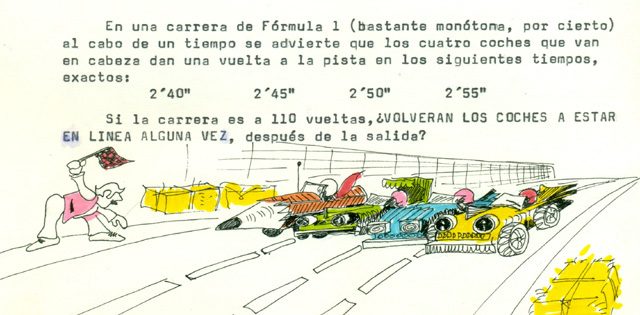 En una carrera de Fórmula 1 (bastante monótoma, por cierto)
al cabo de un tiempo se advierte que los cuatro coches que van
en cabeza dan una vuelta a la pista en los siguientes tiempos,
exactos:
2´40" 2´45" 2´50" 2´55"
Si la carrera es a 110 vueltas,¿VOLVERAN LOS COCHES A ESTAR
EN LINEA ALGUNA VEZ, después de la salida?